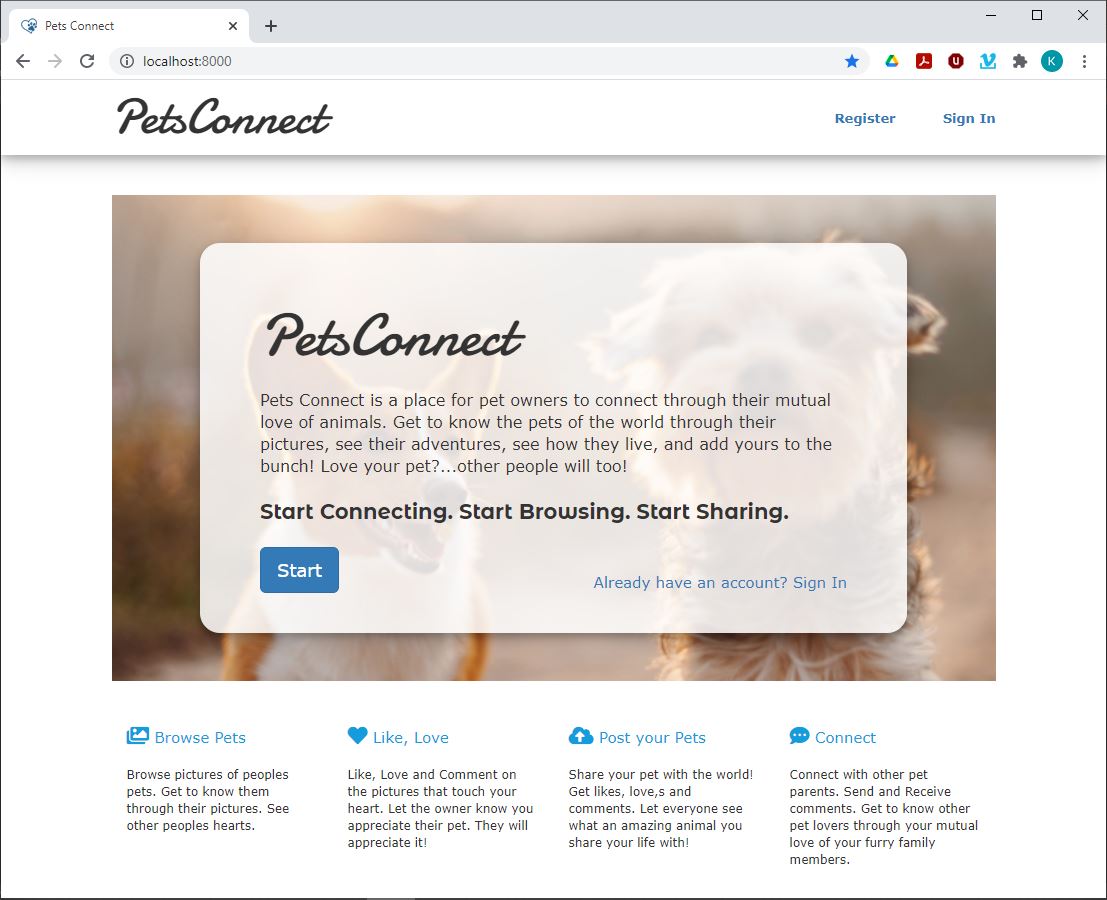 Pets Connect
localhost:8000
K
PetsConnect
Register
Sign In
PetsConnect
Pets Connect is a place for pet owners to connect through their mutual
love of animals. Get to know the pets of the world through their
pictures, see their adventures, see how they live, and add yours to the
bunch! Love your pet?...other people will too!
Start Connecting. Start Browsing. Start Sharing.
Start
Already have an account? Sign In
Browse Pets
Browse pictures of peoples
pets. Get to know them
through their pictures. See
other peoples hearts.
Like, Love
Like, Love and Comment on
the pictures that touch your
heart. Let the owner know you
appreciate their pet. They will
appreciate it!
Post your Pets
Share your pet with the world!
Get likes, love,s and
comments. Let everyone see
what an amazing animal you
share your life with!
Connect
Connect with other pet
parents. Send and Receive
comments. Get to know other
pet lovers through your mutual
love of your furry family
members.